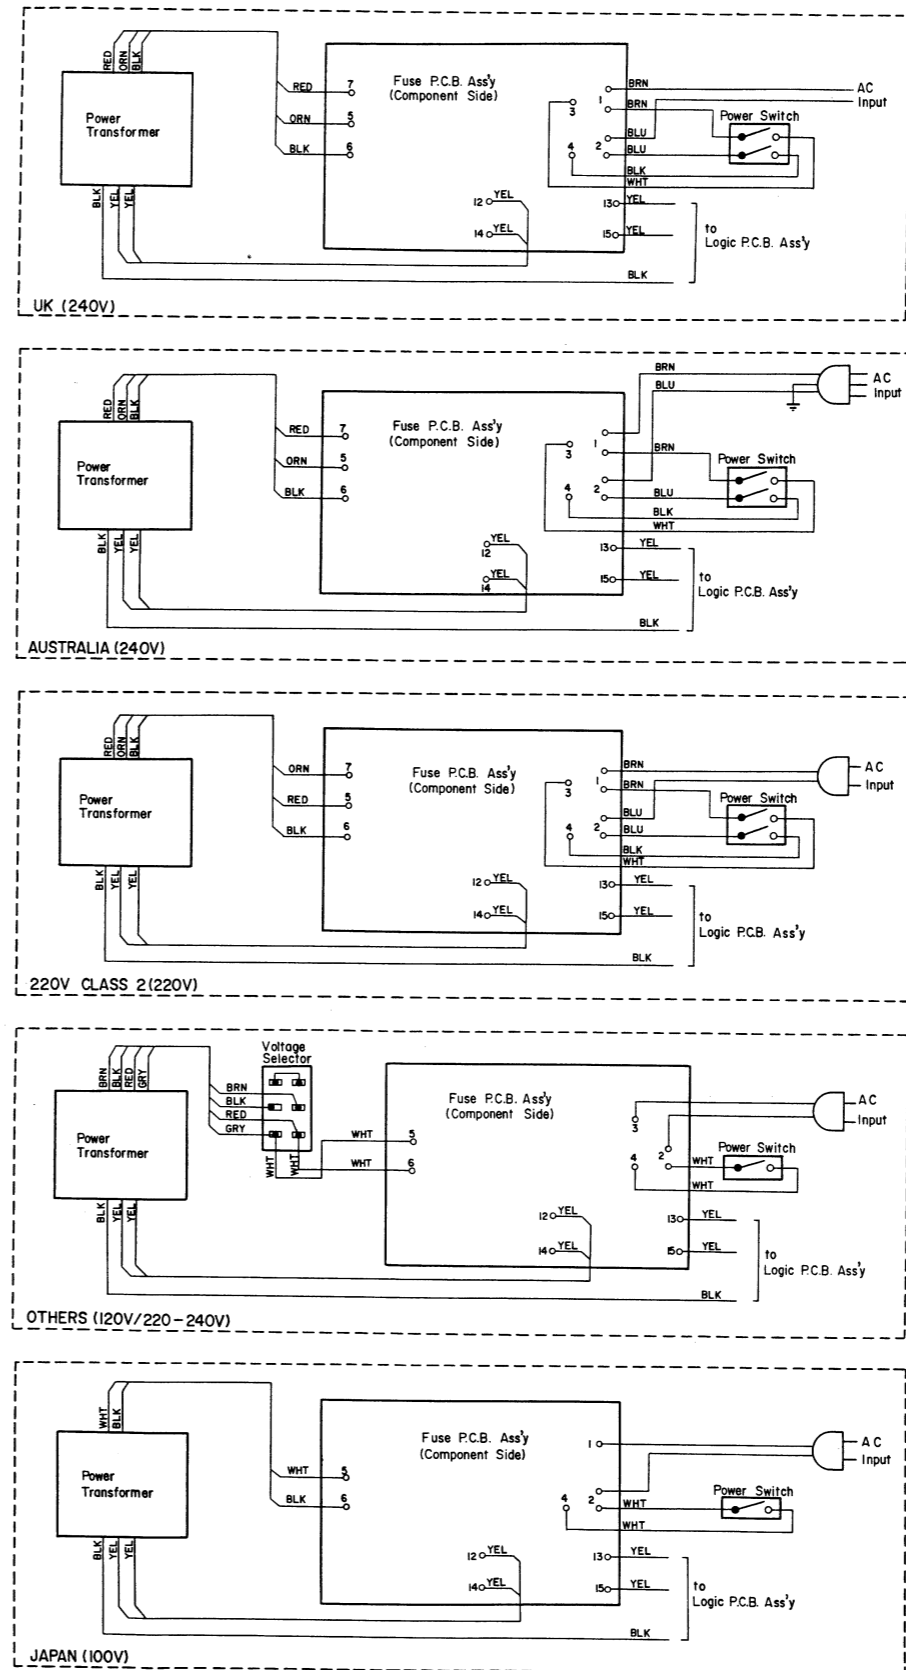 RED
ORN
BLK
Power
Transformer
BLK
YEL
YEL
RED 7
ORN 5
BLK 6
Fuse P.C.B. Ass'y
(Component Side)
12 YEL
14 YEL
3
4
1
2
BRN
BRN
BLU
BLU
BLK
WHT
AC
Input
Power Switch
13 YEL
15 YEL
to
Logic P.C.B. Ass'y
BLK
UK (240V)
RED
ORN
BLK
Power
Transformer
BLK
YEL
YEL
RED 7
ORN 5
BLK 6
Fuse P.C.B. Ass'y
(Component Side)
YEL
12
YEL
14
3
4
1
2
BRN
BLU
AC
Input
BRN
Power Switch
BLU
BLK
WHT
13 YEL
15 YEL
to
Logic P.C.B. Ass'y
BLK
AUSTRALIA (240V)
RED
ORN
BLK
Power
Transformer
BLK
YEL
YEL
ORN 7
RED 5
BLK 6
Fuse P.C.B. Ass'y
(Component Side)
12 YEL
14 YEL
3
4
1
2
BRN
BRN
BLU
BLU
BLK
WHT
AC
Input
Power Switch
13 YEL
15 YEL
to
Logic P.C.B. Ass'y
BLK
220V CLASS 2 (220V)
BRN
BLK
RED
GRY
Power
Transformer
BLK
YEL
YEL
Voltage
Selector
BRN
BLK
RED
GRY
WHT
WHT
WHT 5
WHT 6
Fuse P.C.B. Ass'y
(Component Side)
12 YEL
14 YEL
3
4
2
AC
Input
Power Switch
WHT
WHT
13 YEL
15 YEL
to
Logic P.C.B. Ass'y
BLK
OTHERS (120V/220-240V)
WHT
BLK
Power
Transformer
BLK
YEL
YEL
WHT 5
BLK 6
Fuse P.C.B. Ass'y
(Component Side)
12 YEL
14 YEL
1
4
2
AC
Input
Power Switch
WHT
WHT
13 YEL
15 YEL
to
Logic P.C.B. Ass'y
BLK
JAPAN (100V)